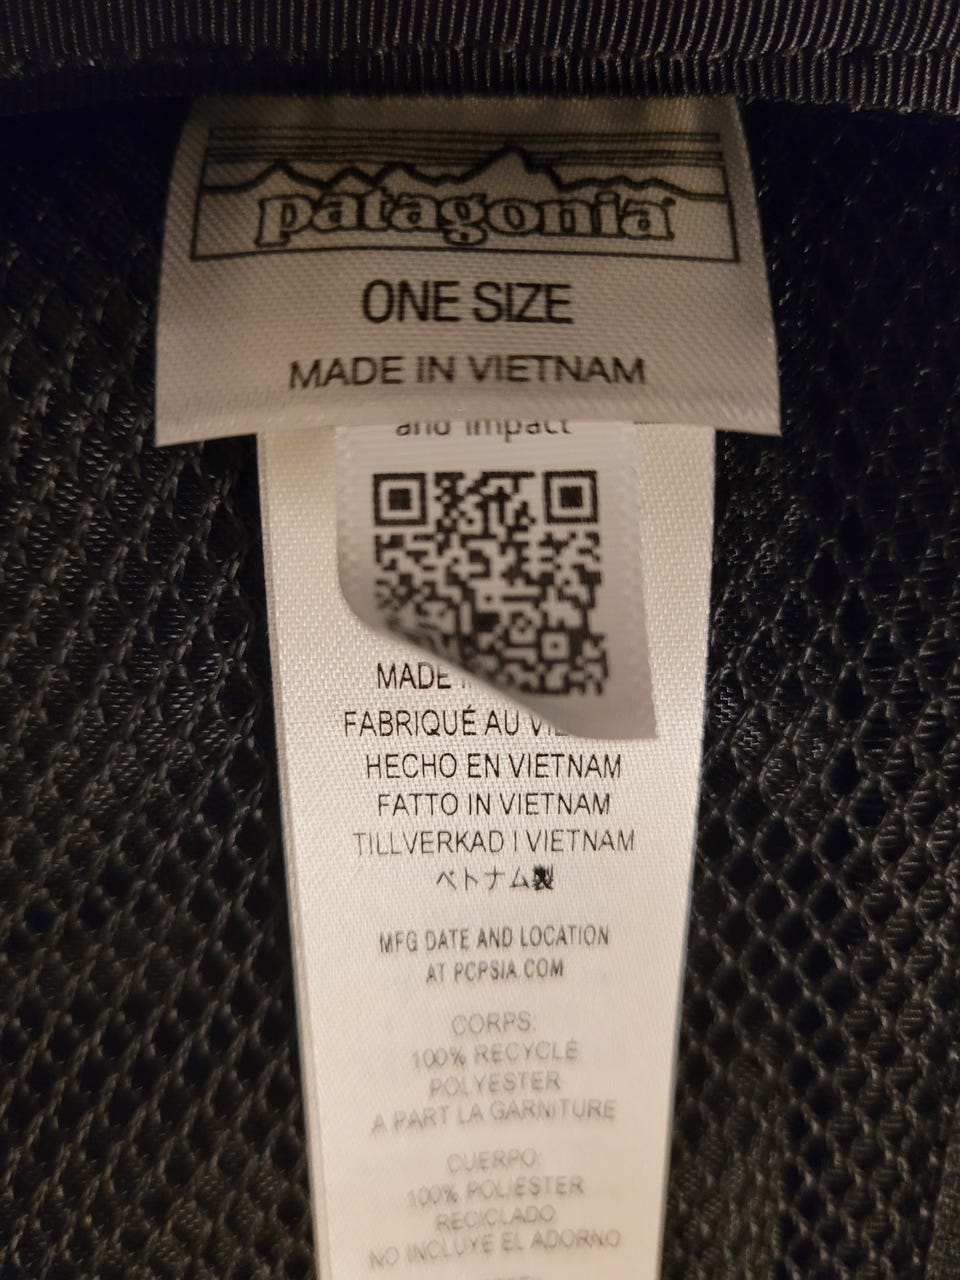 patagonia
ONE SIZE
MADE IN VIETNAM
and impact
MADE
FABRIQUÉ AU
HECHO EN VIETNAM
FATTO IN VIETNAM
TILLVERKAD I VIETNAM
ベトナム製
MFG DATE AND LOCATION
AT PCPSIA.COM
CORPS:
100% RECYCLÉ
POLYESTER
A PART LA GARNITURE
CUERPO:
100% POLIÉSTER
RECICLADO
NO INCLUYE EL ADORNO